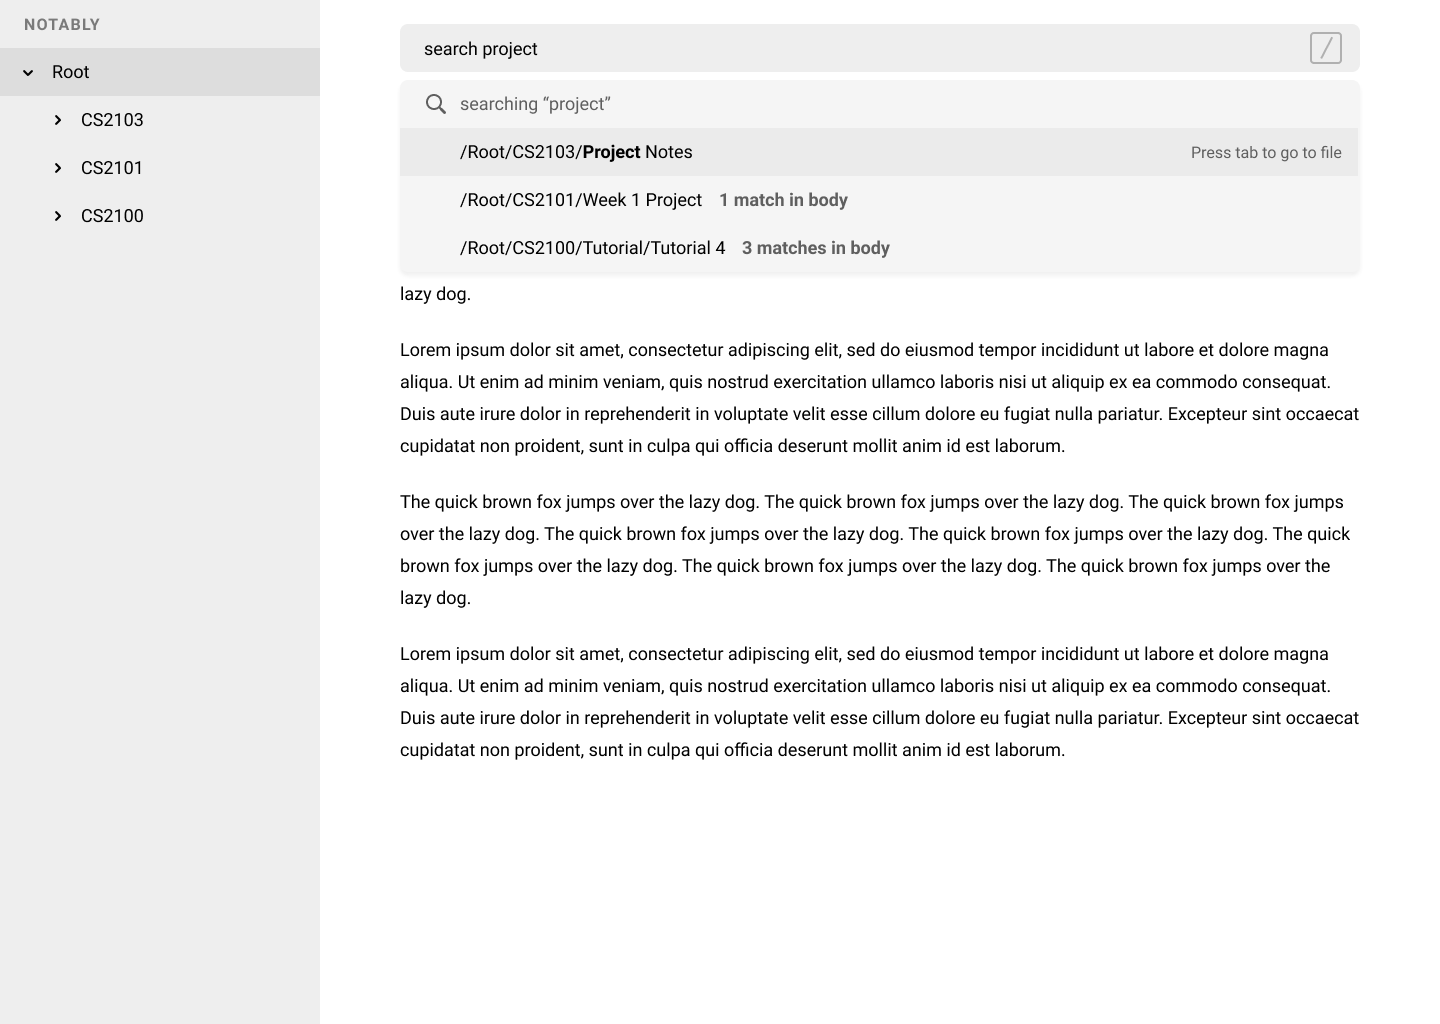 NOTABLY
Root
CS2103
CS2101
CS2100
search project
/
searching “project”
/Root/CS2103/Project Notes Press tab to go to file
/Root/CS2101/Week 1 Project 1 match in body
/Root/CS2100/Tutorial/Tutorial 4 3 matches in body
lazy dog.
Lorem ipsum dolor sit amet, consectetur adipiscing elit, sed do eiusmod tempor incididunt ut labore et dolore magna
aliqua. Ut enim ad minim veniam, quis nostrud exercitation ullamco laboris nisi ut aliquip ex ea commodo consequat.
Duis aute irure dolor in reprehenderit in voluptate velit esse cillum dolore eu fugiat nulla pariatur. Excepteur sint occaecat
cupidatat non proident, sunt in culpa qui officia deserunt mollit anim id est laborum.
The quick brown fox jumps over the lazy dog. The quick brown fox jumps over the lazy dog. The quick brown fox jumps
over the lazy dog. The quick brown fox jumps over the lazy dog. The quick brown fox jumps over the lazy dog. The quick
brown fox jumps over the lazy dog. The quick brown fox jumps over the lazy dog. The quick brown fox jumps over the
lazy dog.
Lorem ipsum dolor sit amet, consectetur adipiscing elit, sed do eiusmod tempor incididunt ut labore et dolore magna
aliqua. Ut enim ad minim veniam, quis nostrud exercitation ullamco laboris nisi ut aliquip ex ea commodo consequat.
Duis aute irure dolor in reprehenderit in voluptate velit esse cillum dolore eu fugiat nulla pariatur. Excepteur sint occaecat
cupidatat non proident, sunt in culpa qui officia deserunt mollit anim id est laborum.